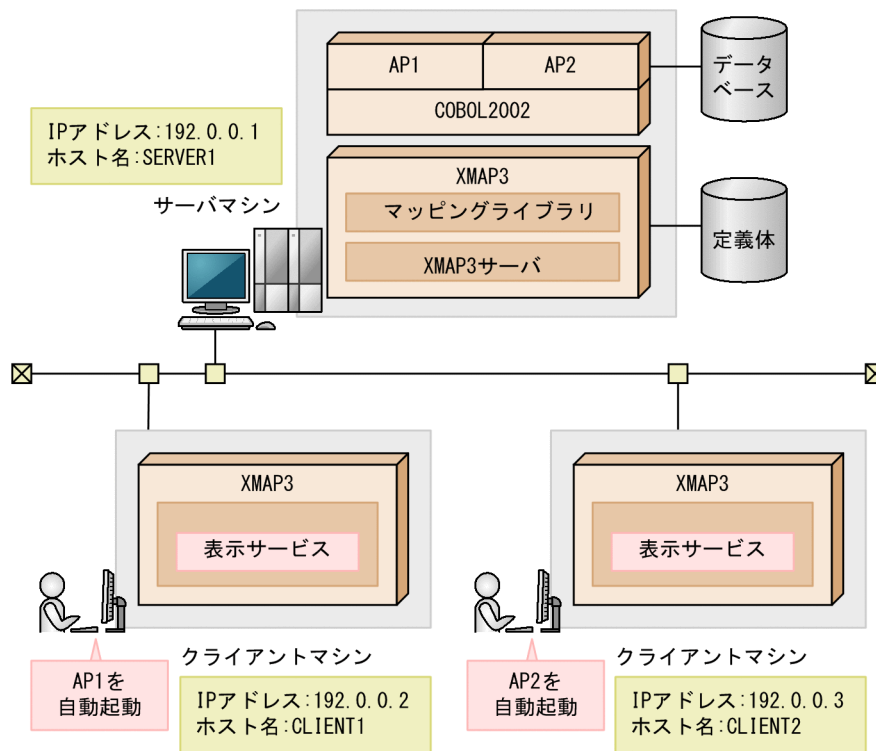 AP1
AP2
COBOL2002
データ
ベース
IPアドレス:192.0.0.1
ホスト名:SERVER1
サーバマシン
XMAP3
マッピングライブラリ
XMAP3サーバ
定義体
XMAP3
表示サービス
XMAP3
表示サービス
クライアントマシン
AP1を
自動起動
IPアドレス:192.0.0.2
ホスト名:CLIENT1
クライアントマシン
AP2を
自動起動
IPアドレス:192.0.0.3
ホスト名:CLIENT2